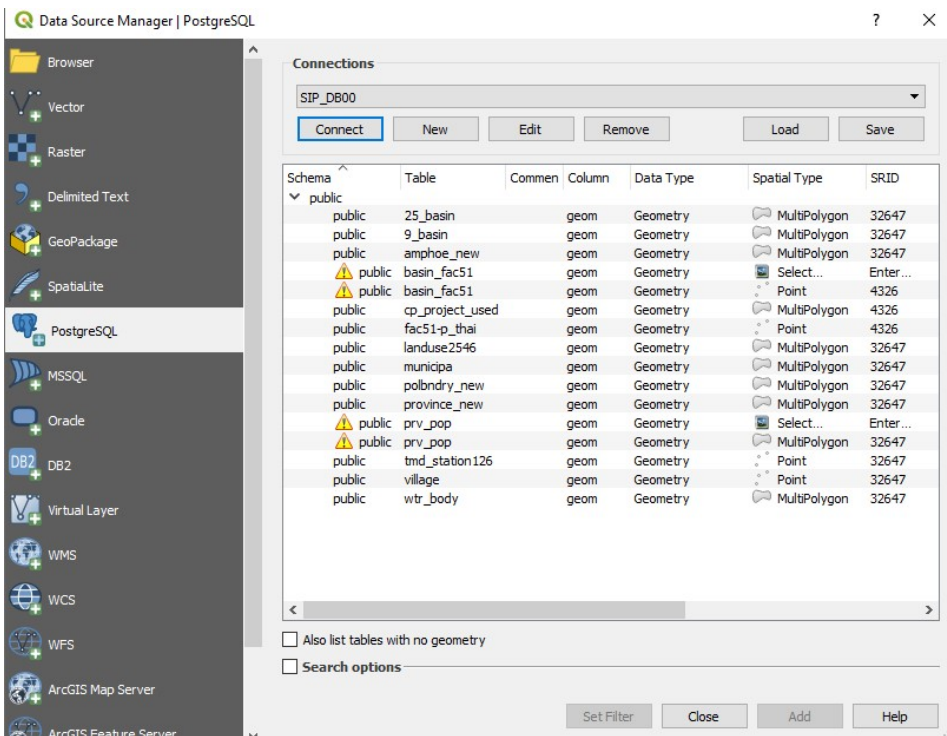 Data Source Manager | PostgreSQL ? ×
Browser
Vector
Raster
Delimited Text
GeoPackage
SpatiaLite
PostgreSQL
MSSQL
Oracle
DB2 DB2
Virtual Layer
WMS
WCS
WFS
ArcGIS Map Server
ArcGIS Feature Server
Connections
SIP_DB00
Connect New Edit Remove Load Save
Schema Table Commen Column Data Type Spatial Type SRID
public
public 25_basin geom Geometry MultiPolygon 32647
public 9_basin geom Geometry MultiPolygon 32647
public amphoe_new geom Geometry MultiPolygon 32647
public basin_fac51 geom Geometry Select... Enter...
public basin_fac51 geom Geometry Point 4326
public cp_project_used geom Geometry MultiPolygon 4326
public fac51-p_thai geom Geometry Point 4326
public landuse2546 geom Geometry MultiPolygon 32647
public municipa geom Geometry MultiPolygon 32647
public polbndry_new geom Geometry MultiPolygon 32647
public province_new geom Geometry MultiPolygon 32647
public prv_pop geom Geometry Select... Enter...
public prv_pop geom Geometry MultiPolygon 32647
public tmd_station126 geom Geometry Point 32647
public village geom Geometry Point 32647
public wtr_body geom Geometry MultiPolygon 32647
Also list tables with no geometry
Search options
Set Filter Close Add Help